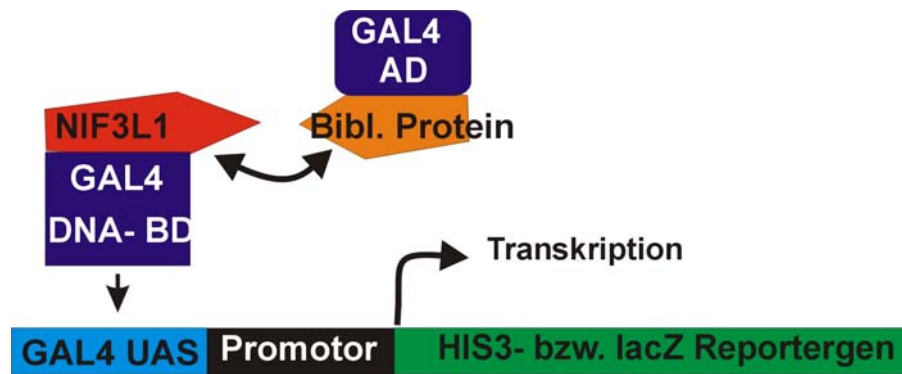 GAL4
AD
NIF3L1
Bibl. Protein
GAL4
DNA- BD
Transkription
GAL4 UAS
Promotor
HIS3- bzw. lacZ Reportergen